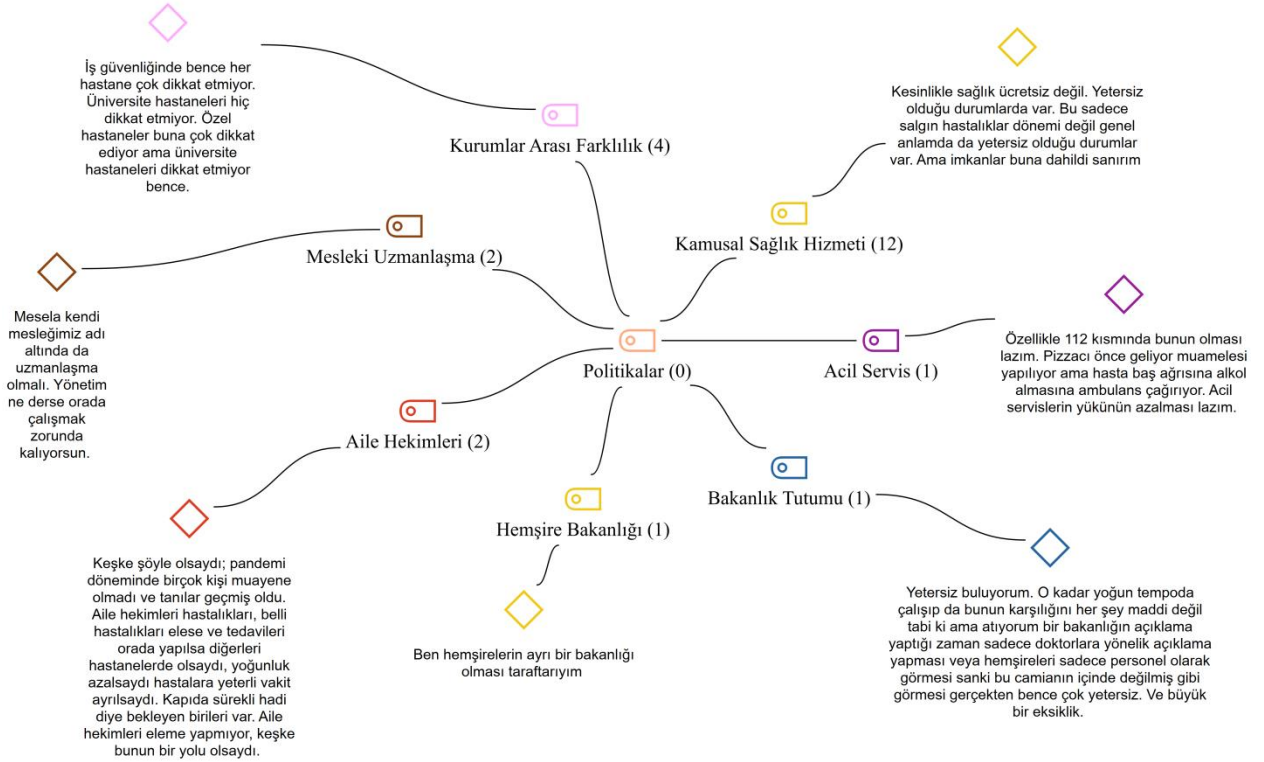 İş güvenliğinde bence her
hastane çok dikkat etmiyor.
Üniversite hastaneleri hiç
dikkat etmiyor. Özel
hastaneler buna çok dikkat
ediyor ama üniversite
hastaneleri dikkat etmiyor
bence.
Kurumlar Arası Farklılık (4)
Kesinlikle sağlık ücretsiz değil. Yetersiz
olduğu durumlarda var. Bu sadece
salgın hastalıklar dönemi değil genel
anlamda da yetersiz olduğu durumlar
var. Ama imkanlar buna dahildi sanırım
Kamusal Sağlık Hizmeti (12)
Mesleki Uzmanlaşma (2)
Mesela kendi
mesleğimiz adı
altında da
uzmanlaşma
olmalı. Yönetim
ne derse orada
çalışmak
zorunda
kalıyorsun.
Politikalar (0)
Acil Servis (1)
Özellikle 112 kısmında bunun olması
lazım. Pizzacı önce geliyor muamelesi
yapılıyor ama hasta baş ağrısına alkol
almasına ambulans çağırıyor. Acil
servislerin yükünün azalması lazım.
Aile Hekimleri (2)
Keşke şöyle olsaydı; pandemi
döneminde birçok kişi muayene
olmadı ve tanılar geçmiş oldu.
Aile hekimleri hastalıkları, belli
hastalıkları elese ve tedavileri
orada yapılsa diğerleri
hastanelerde olsaydı, yoğunluk
azalsaydı hastalara yeterli vakit
ayrılsaydı. Kapıda sürekli hadi
diye bekleyen birileri var. Aile
hekimleri eleme yapmıyor, keşke
bunun bir yolu olsaydı.
Hemşire Bakanlığı (1)
Ben hemşirelerin ayrı bir bakanlığı
olması taraftarıyım
Bakanlık Tutumu (1)
Yetersiz buluyorum. O kadar yoğun tempoda
çalışıp da bunun karşılığını her şey maddi değil
tabi ki ama atıyorum bir bakanlığın açıklama
yaptığı zaman sadece doktorlara yönelik açıklama
yapması veya hemşireleri sadece personel olarak
görmesi sanki bu camianın içinde değilmiş gibi
görmesi gerçekten bence çok yetersiz. Ve büyük
bir eksiklik.